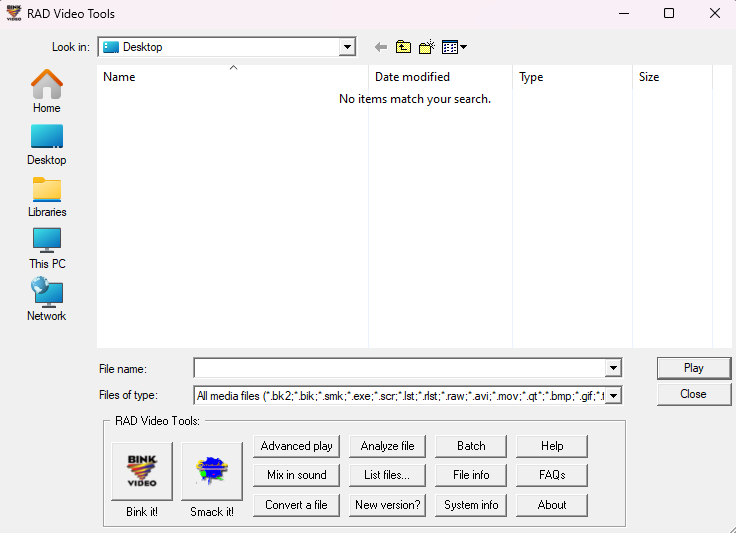 BINK VIDEO RAD Video Tools
Look in: Desktop
Name Date modified Type Size
No items match your search.
Home
Desktop
Libraries
This PC
Network
File name: Play
Files of type: All media files (*.bk2;*.bik;*.smk;*.exe;*.scr;*.lst;*.rlst;*.raw;*.avi;*.mov;*.qt*;*.bmp;*.gif;*.t Close
RAD Video Tools:
Advanced play Analyze file Batch Help
BINK
VIDEO
Mix in sound List files... File info FAQs
Bink it! Smack it! Convert a file New version? System info About